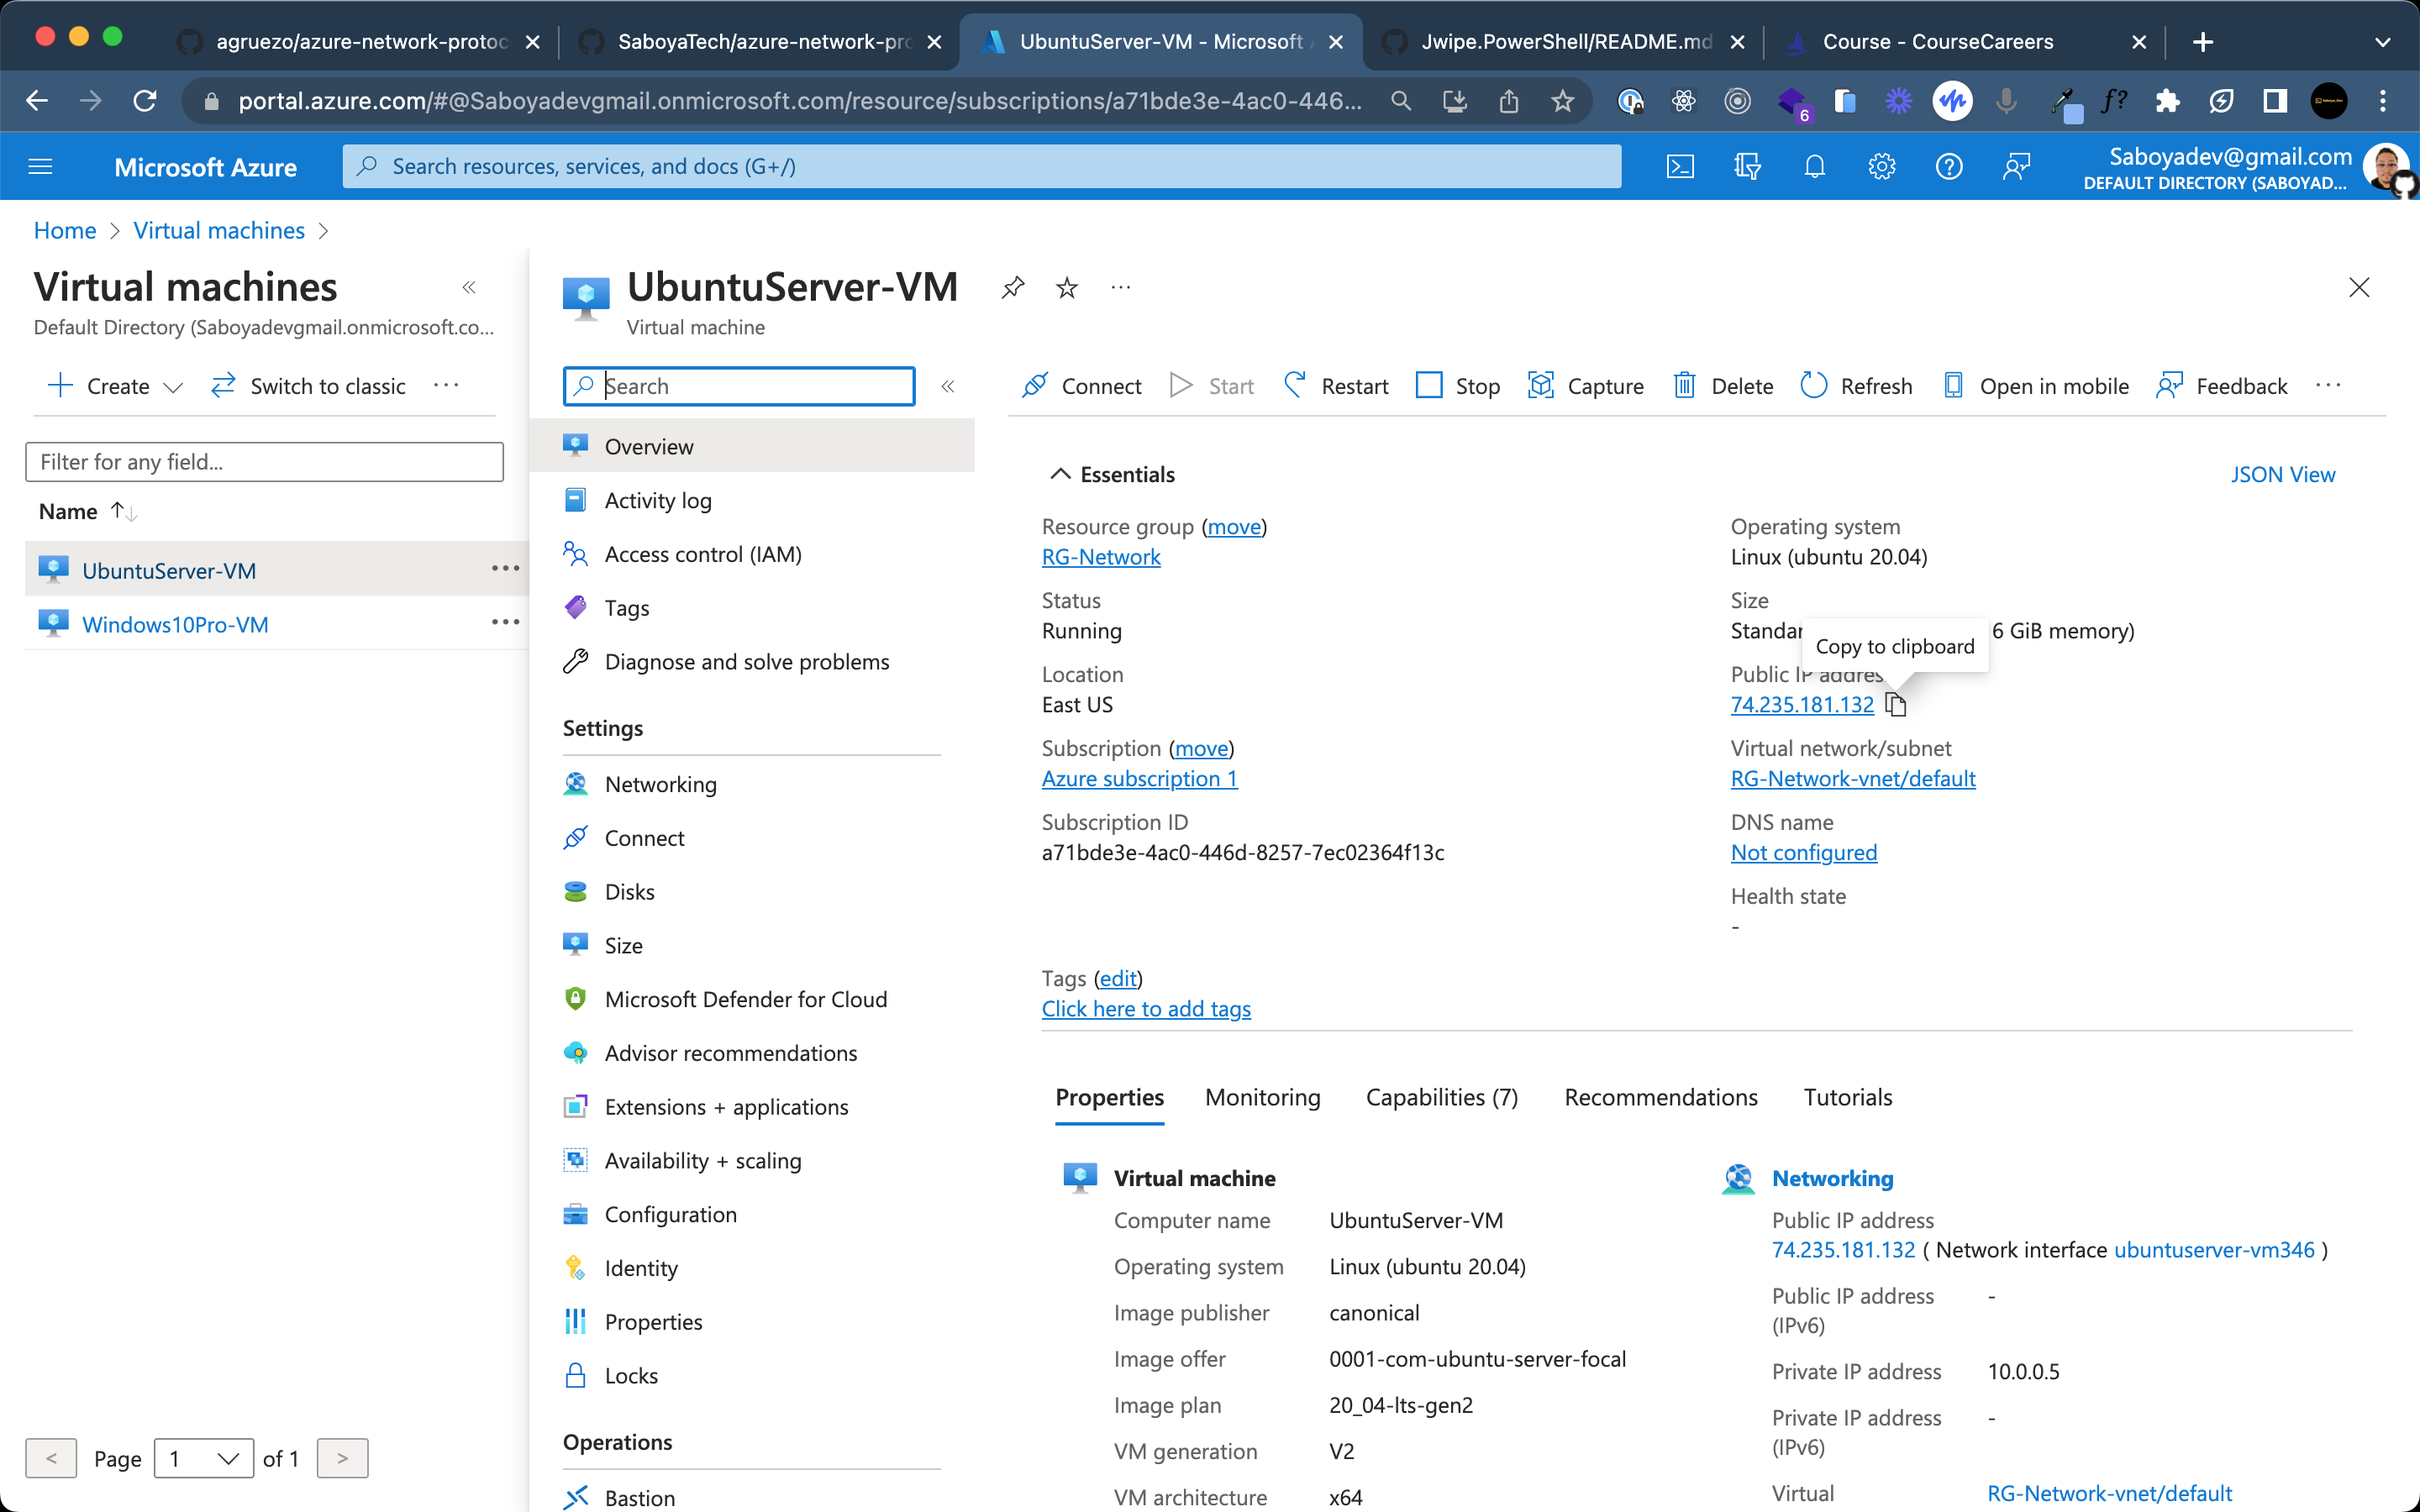 agruezo/azure-network-protoc
SaboyaTech/azure-network-pro
UbuntuServer-VM - Microsoft
Jwipe.PowerShell/README.md
Course - CourseCareers
portal.azure.com/#@Saboyadevgmail.onmicrosoft.com/resource/subscriptions/a71bde3e-4ac0-446...
6
f?
Microsoft Azure
Search resources, services, and docs (G+/)
Saboyadev@gmail.com
DEFAULT DIRECTORY (SABOYAD...
Home > Virtual machines >
Virtual machines
Default Directory (Saboyadevgmail.onmicrosoft.co...
Create
Switch to classic
Filter for any field...
Name
UbuntuServer-VM
Windows10Pro-VM
< Page 1 of 1 >
UbuntuServer-VM
Virtual machine
Search
Overview
Activity log
Access control (IAM)
Tags
Diagnose and solve problems
Settings
Networking
Connect
Disks
Size
Microsoft Defender for Cloud
Advisor recommendations
Extensions + applications
Availability + scaling
Configuration
Identity
Properties
Locks
Operations
Bastion
Connect
Start
Restart
Stop
Capture
Delete
Refresh
Open in mobile
Feedback
Essentials
JSON View
Resource group (move)
RG-Network
Status
Running
Location
East US
Subscription (move)
Azure subscription 1
Subscription ID
a71bde3e-4ac0-446d-8257-7ec02364f13c
Operating system
Linux (ubuntu 20.04)
Size
Standar 6 GiB memory)
Copy to clipboard
Public IP addres
74.235.181.132
Virtual network/subnet
RG-Network-vnet/default
DNS name
Not configured
Health state
-
Tags (edit)
Click here to add tags
Properties
Monitoring
Capabilities (7)
Recommendations
Tutorials
Virtual machine
Computer name UbuntuServer-VM
Operating system Linux (ubuntu 20.04)
Image publisher canonical
Image offer 0001-com-ubuntu-server-focal
Image plan 20_04-lts-gen2
VM generation V2
VM architecture x64
Networking
Public IP address
74.235.181.132 ( Network interface ubuntuserver-vm346 )
Public IP address -
(IPv6)
Private IP address 10.0.0.5
Private IP address -
(IPv6)
Virtual RG-Network-vnet/default